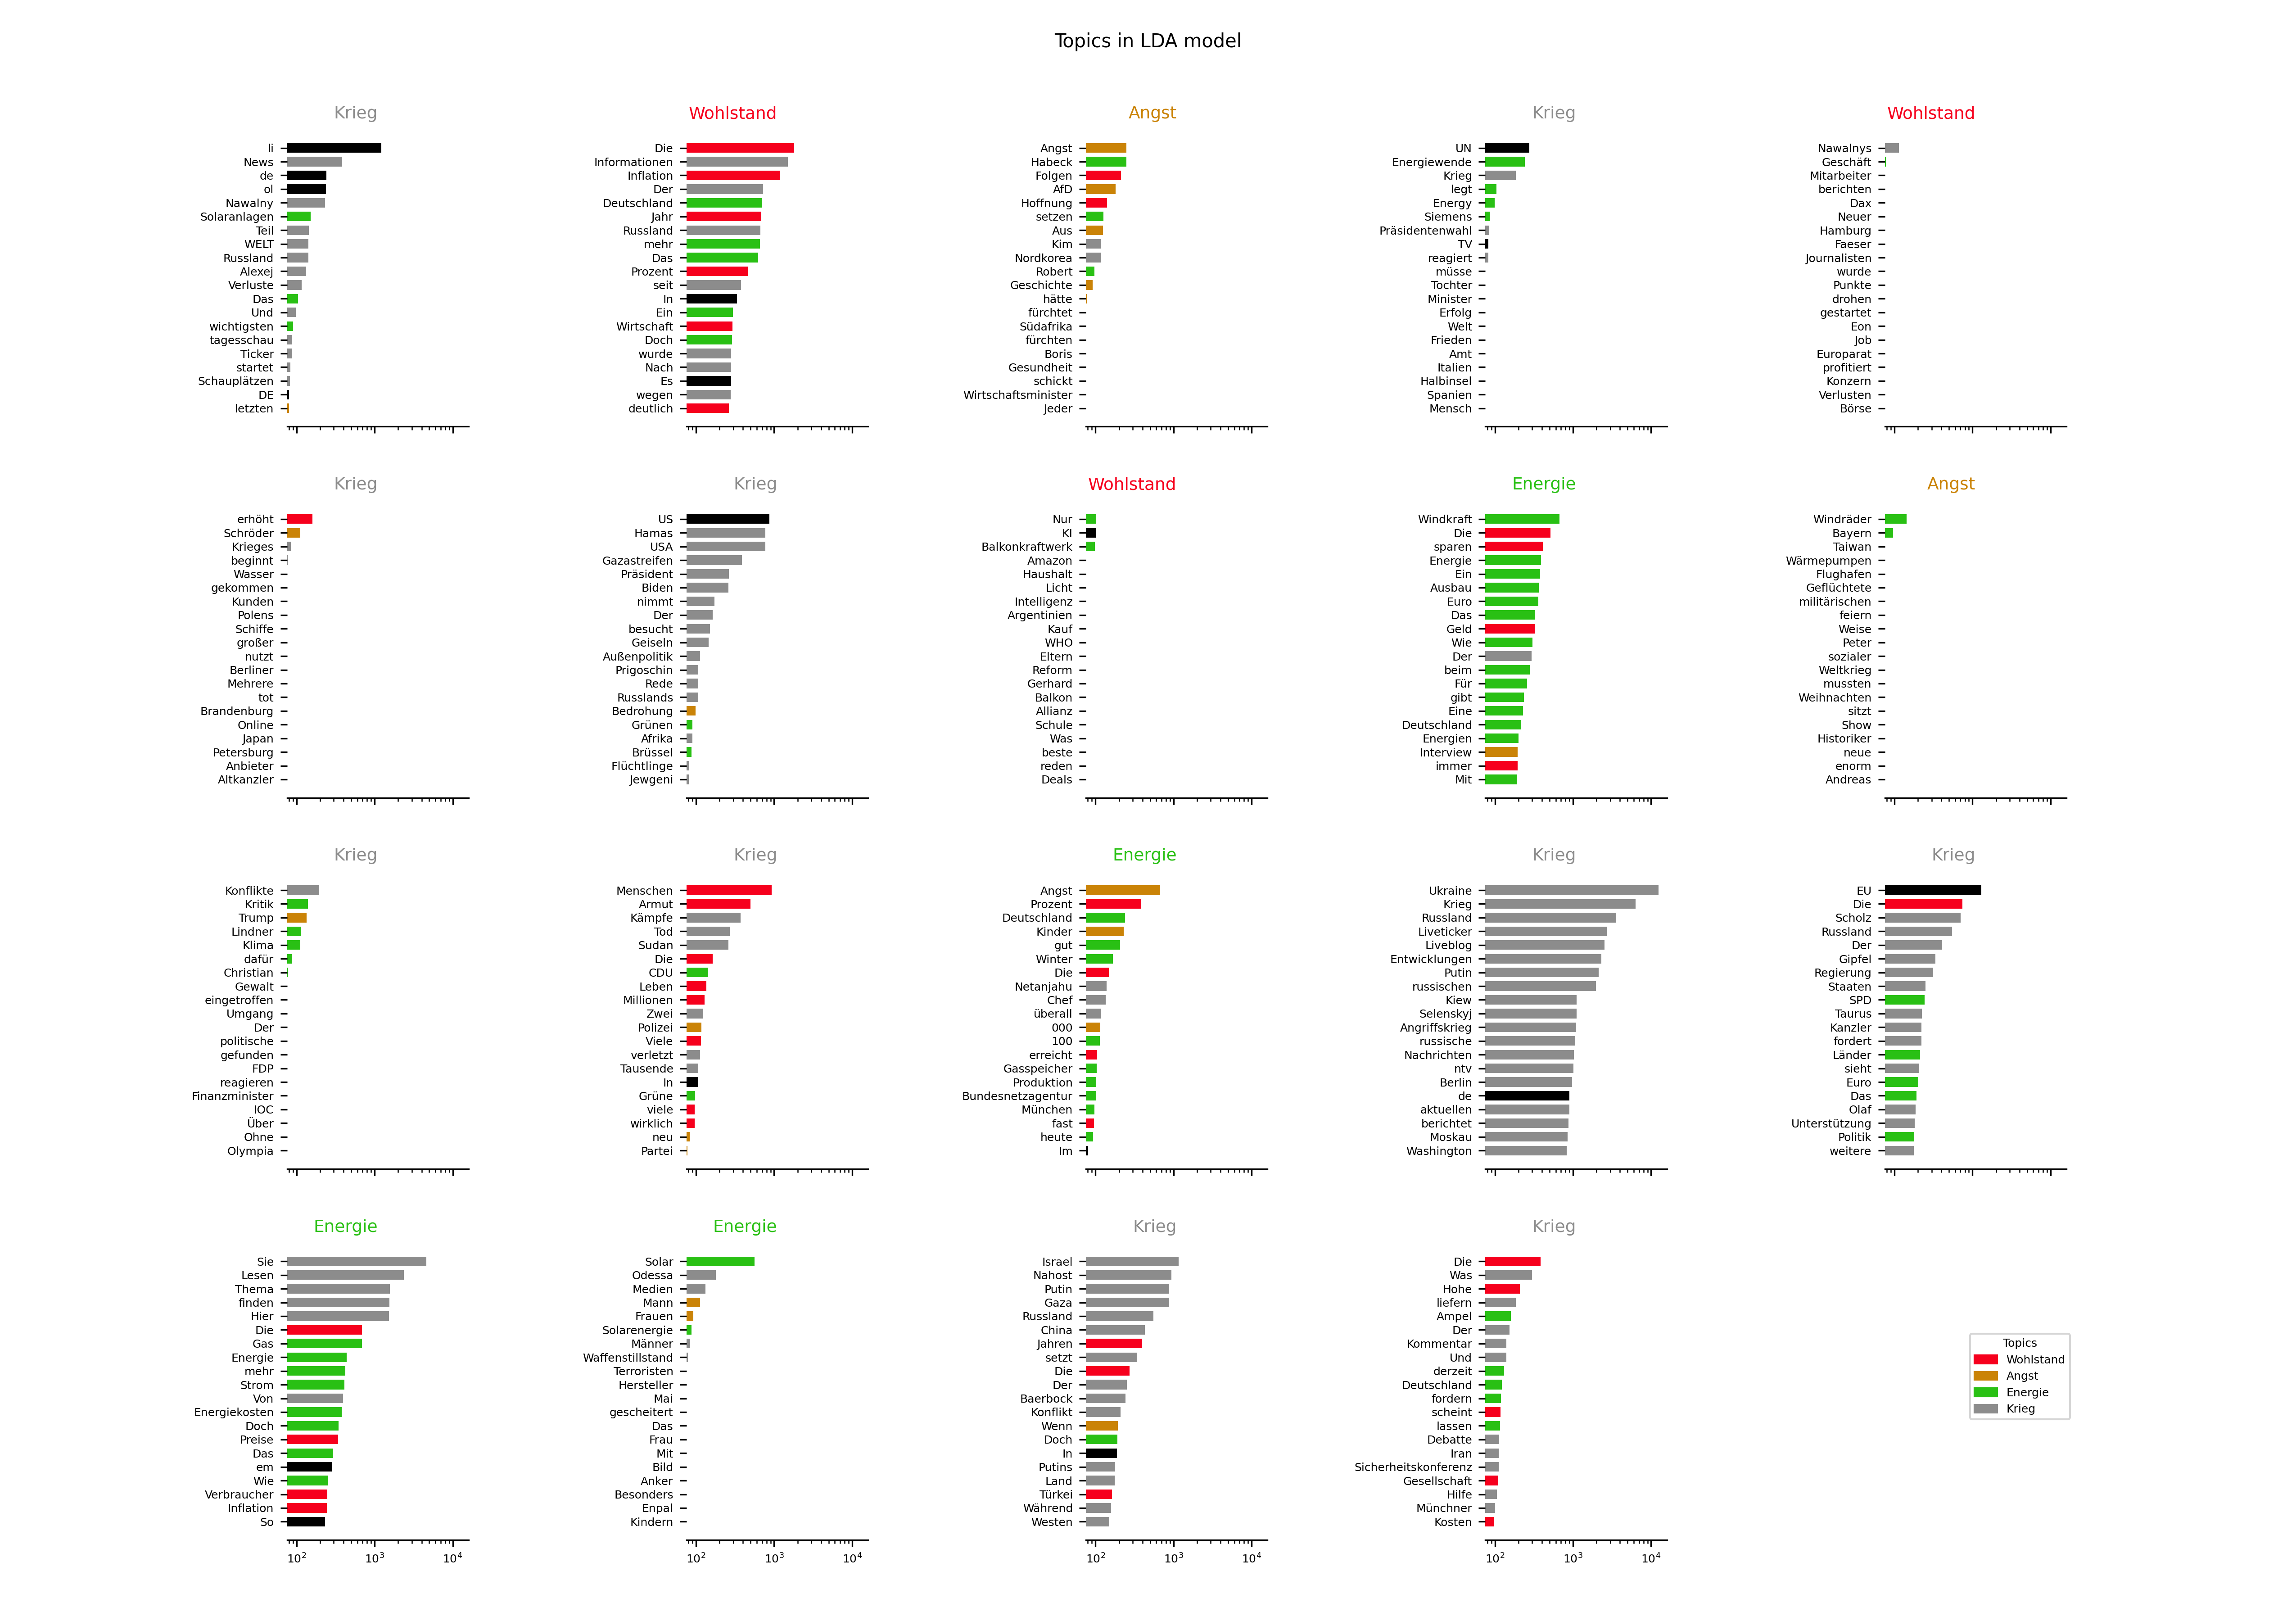 Topics in LDA model
Krieg
li
News
de
ol
Nawalny
Solaranlagen
Teil
WELT
Russland
Alexej
Verluste
Das
Und
wichtigsten
tagesschau
Ticker
startet
Schauplätzen
DE
letzten
Wohlstand
Die
Informationen
Inflation
Der
Deutschland
Jahr
Russland
mehr
Das
Prozent
seit
In
Ein
Wirtschaft
Doch
wurde
Nach
Es
wegen
deutlich
Angst
Angst
Habeck
Folgen
AfD
Hoffnung
setzen
Aus
Kim
Nordkorea
Robert
Geschichte
hätte
fürchtet
Südafrika
fürchten
Boris
Gesundheit
schickt
Wirtschaftsminister
Jeder
Krieg
UN
Energiewende
Krieg
legt
Energy
Siemens
Präsidentenwahl
TV
reagiert
müsse
Tochter
Minister
Erfolg
Welt
Frieden
Amt
Italien
Halbinsel
Spanien
Mensch
Wohlstand
Nawalnys
Geschäft
Mitarbeiter
berichten
Dax
Neuer
Hamburg
Faeser
Journalisten
wurde
Punkte
drohen
gestartet
Eon
Job
Europarat
profitiert
Konzern
Verlusten
Börse
Krieg
erhöht
Schröder
Krieges
beginnt
Wasser
gekommen
Kunden
Polens
Schiffe
großer
nutzt
Berliner
Mehrere
tot
Brandenburg
Online
Japan
Petersburg
Anbieter
Altkanzler
Krieg
US
Hamas
USA
Gazastreifen
Präsident
Biden
nimmt
Der
besucht
Geiseln
Außenpolitik
Prigoschin
Rede
Russlands
Bedrohung
Grünen
Afrika
Brüssel
Flüchtlinge
Jewgeni
Wohlstand
Nur
KI
Balkonkraftwerk
Amazon
Haushalt
Licht
Intelligenz
Argentinien
Kauf
WHO
Eltern
Reform
Gerhard
Balkon
Allianz
Schule
Was
beste
reden
Deals
Energie
Windkraft
Die
sparen
Energie
Ein
Ausbau
Euro
Das
Geld
Wie
Der
beim
Für
gibt
Eine
Deutschland
Energien
Interview
immer
Mit
Angst
Windräder
Bayern
Taiwan
Wärmepumpen
Flughafen
Geflüchtete
militärischen
feiern
Weise
Peter
sozialer
Weltkrieg
mussten
Weihnachten
sitzt
Show
Historiker
neue
enorm
Andreas
Krieg
Konflikte
Kritik
Trump
Lindner
Klima
dafür
Christian
Gewalt
eingetroffen
Umgang
Der
politische
gefunden
FDP
reagieren
Finanzminister
IOC
Über
Ohne
Olympia
Krieg
Menschen
Armut
Kämpfe
Tod
Sudan
Die
CDU
Leben
Millionen
Zwei
Polizei
Viele
verletzt
Tausende
In
Grüne
viele
wirklich
neu
Partei
Energie
Angst
Prozent
Deutschland
Kinder
gut
Winter
Die
Netanjahu
Chef
überall
000
100
erreicht
Gasspeicher
Produktion
Bundesnetzagentur
München
fast
heute
Im
Krieg
Ukraine
Krieg
Russland
Liveticker
Liveblog
Entwicklungen
Putin
russischen
Kiew
Selenskyj
Angriffskrieg
russische
Nachrichten
ntv
Berlin
de
aktuellen
berichtet
Moskau
Washington
Krieg
EU
Die
Scholz
Russland
Der
Gipfel
Regierung
Staaten
SPD
Taurus
Kanzler
fordert
Länder
sieht
Euro
Das
Olaf
Unterstützung
Politik
weitere
Energie
Sie
Lesen
Thema
finden
Hier
Die
Gas
Energie
mehr
Strom
Von
Energiekosten
Doch
Preise
Das
em
Wie
Verbraucher
Inflation
So
10² 10³ 10⁴
Energie
Solar
Odessa
Medien
Mann
Frauen
Solarenergie
Männer
Waffenstillstand
Terroristen
Hersteller
Mai
gescheitert
Das
Frau
Mit
Bild
Anker
Besonders
Enpal
Kindern
10² 10³ 10⁴
Krieg
Israel
Nahost
Putin
Gaza
Russland
China
Jahren
setzt
Die
Der
Baerbock
Konflikt
Wenn
Doch
In
Putins
Land
Türkei
Während
Westen
10² 10³ 10⁴
Krieg
Die
Was
Hohe
liefern
Ampel
Der
Kommentar
Und
derzeit
Deutschland
fordern
scheint
lassen
Debatte
Iran
Sicherheitskonferenz
Gesellschaft
Hilfe
Münchner
Kosten
10² 10³ 10⁴
Topics
Wohlstand
Angst
Energie
Krieg